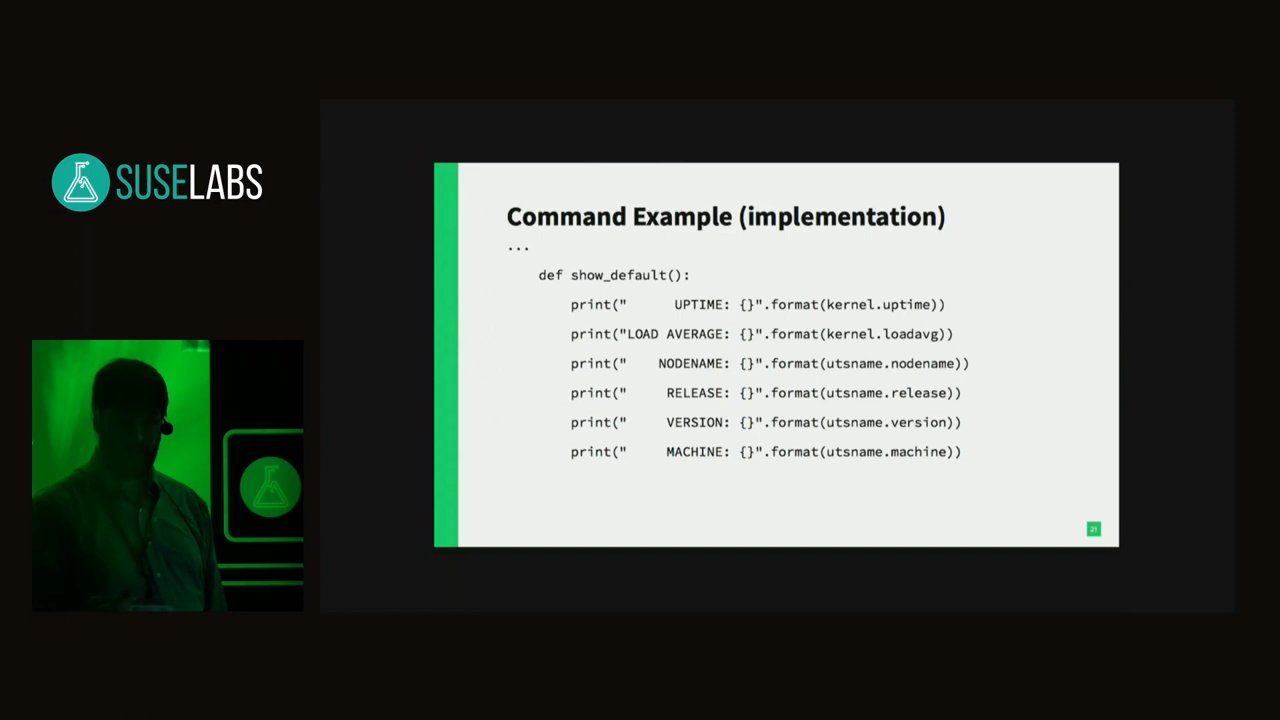 SUSELABS
Command Example (implementation)
...
def show_default():
print("      UPTIME: {}".format(kernel.uptime))
print("LOAD AVERAGE: {}".format(kernel.loadavg))
print("    NODENAME: {}".format(utsname.nodename))
print("     RELEASE: {}".format(utsname.release))
print("     VERSION: {}".format(utsname.version))
print("     MACHINE: {}".format(utsname.machine))
21